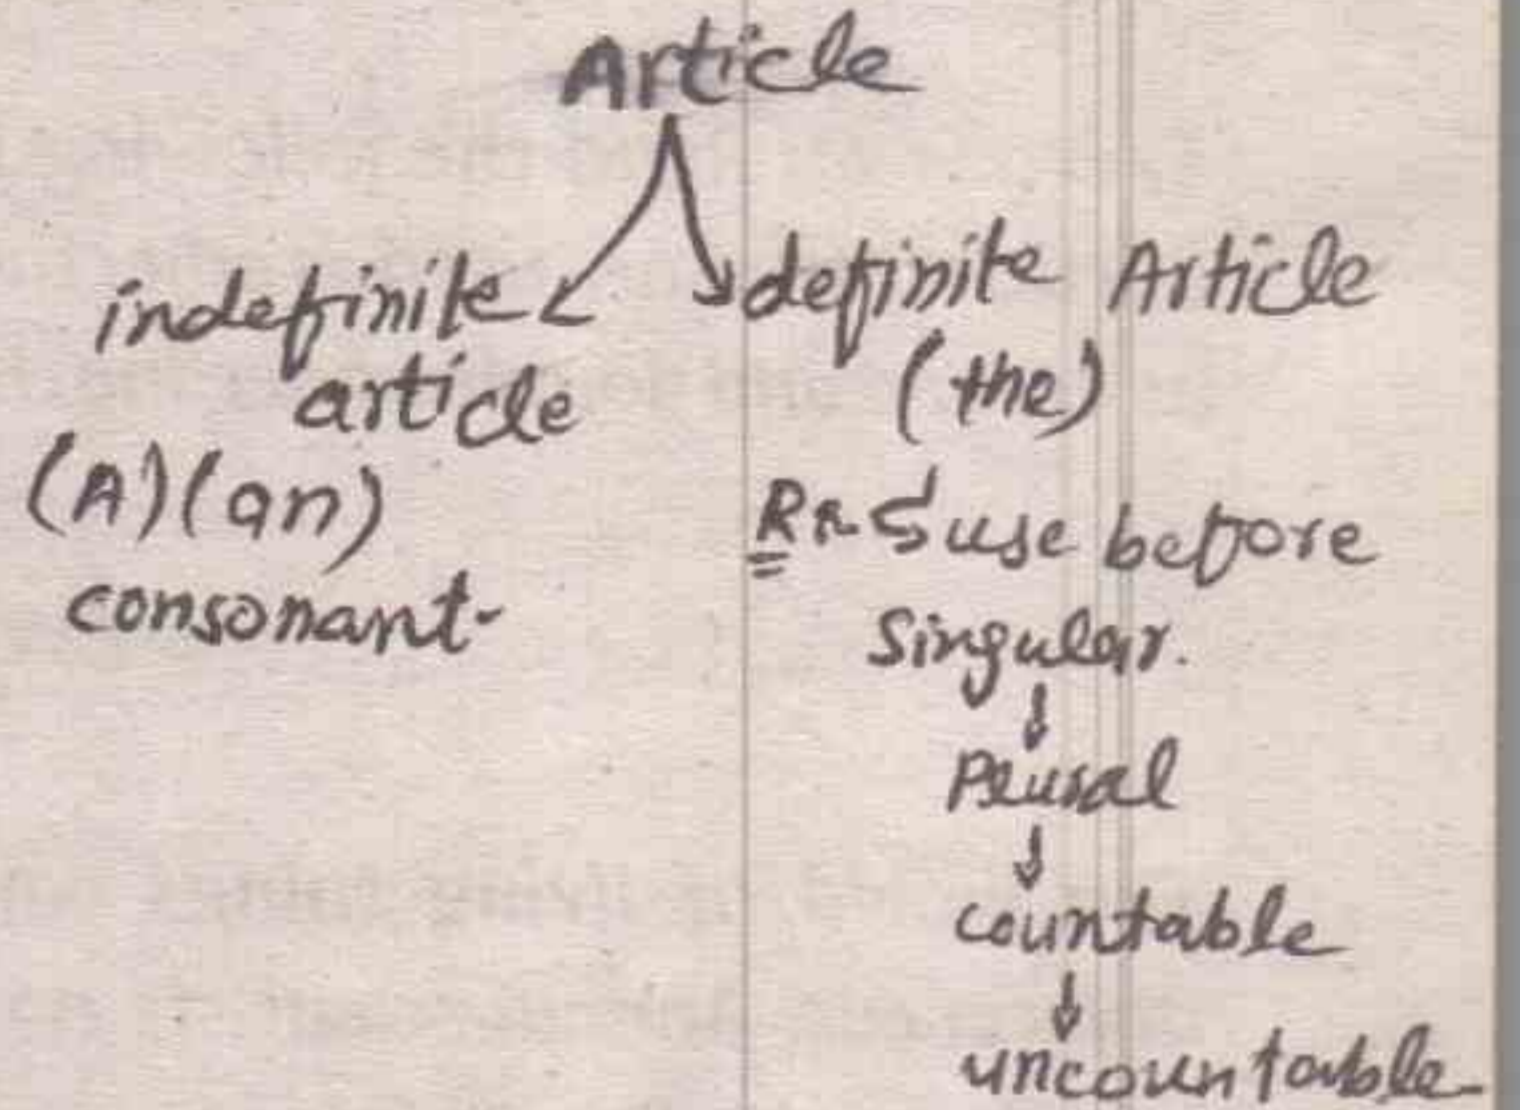 Article
indefinite
article
(A) (an)
consonant-
definite Article
(the)
use before
Singular.
Plural
countable
uncountable